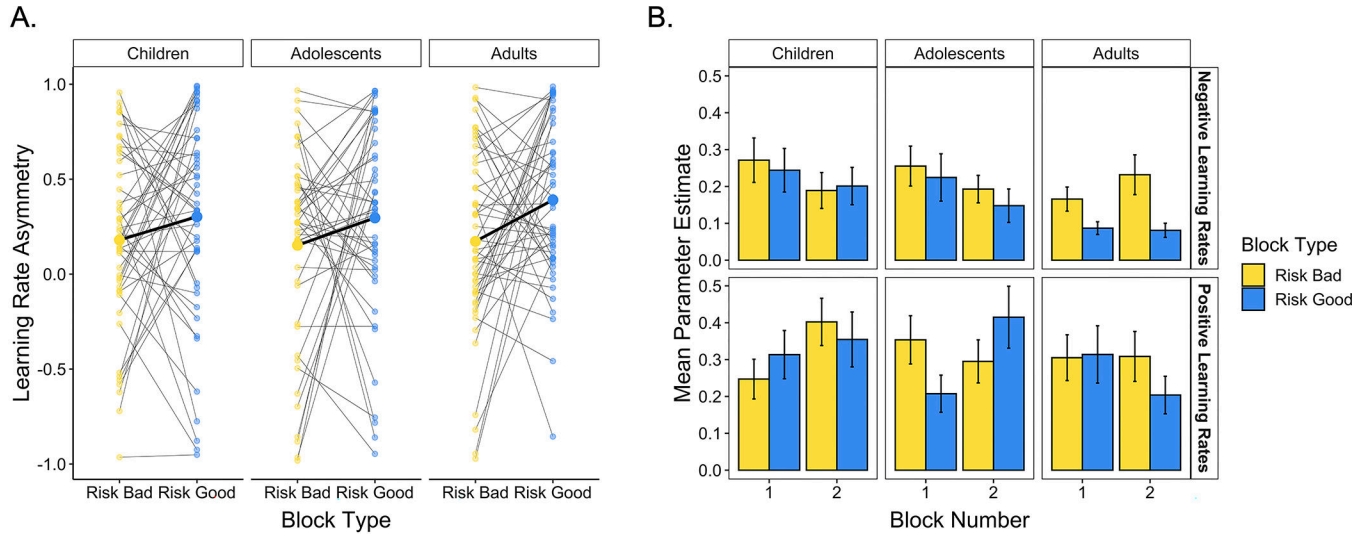 A.
Children Adolescents Adults
Learning Rate Asymmetry
1.0
0.5
0.0
-0.5
-1.0
Risk Bad Risk Good Risk Bad Risk Good Risk Bad Risk Good
Block Type
B.
Children Adolescents Adults
Mean Parameter Estimate
0.5
0.4
0.3
0.2
0.1
0.0
Negative Learning Rates
0.5
0.4
0.3
0.2
0.1
0.0
Positive Learning Rates
1 2 1 2 1 2
Block Number
Block Type
Risk Bad
Risk Good